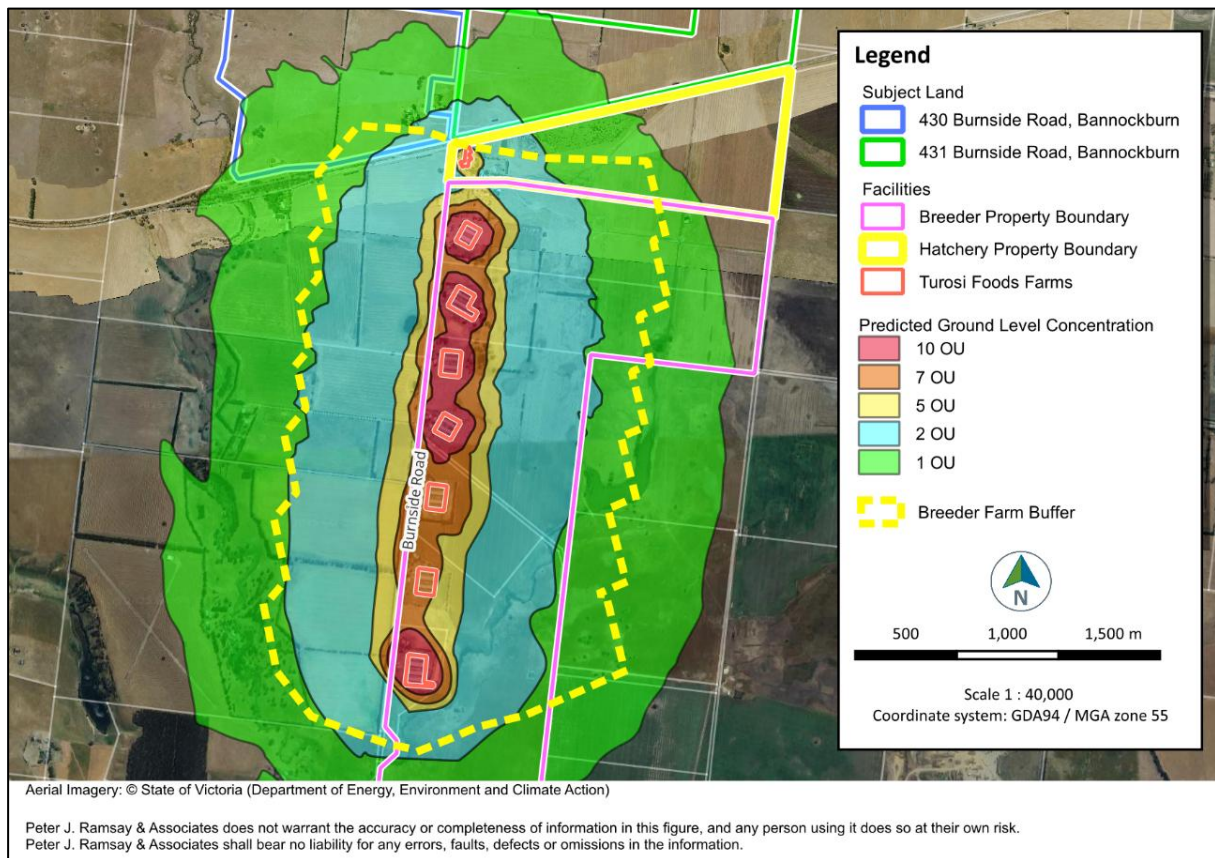 Legend
Subject Land
430 Burnside Road, Bannockburn
431 Burnside Road, Bannockburn
Facilities
Breeder Property Boundary
Hatchery Property Boundary
Turosi Foods Farms
Predicted Ground Level Concentration
10 OU
7 OU
5 OU
2 OU
1 OU
Breeder Farm Buffer
N
500 1,000 1,500 m
Scale 1 : 40,000
Coordinate system: GDA94 / MGA zone 55
Burnside Road
Aerial Imagery: © State of Victoria (Department of Energy, Environment and Climate Action)
Peter J. Ramsay & Associates does not warrant the accuracy or completeness of information in this figure, and any person using it does so at their own risk.
Peter J. Ramsay & Associates shall bear no liability for any errors, faults, defects or omissions in the information.